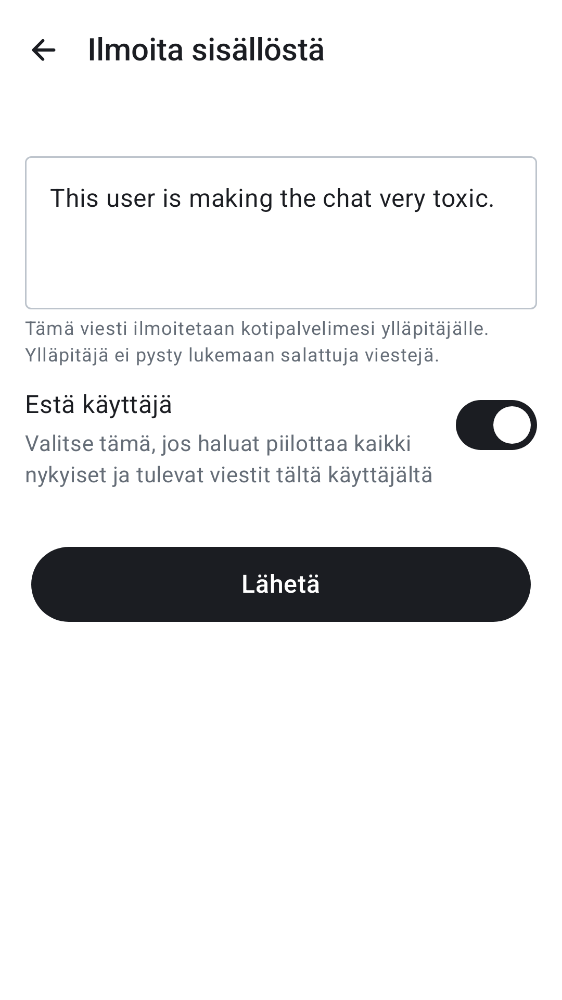 Ilmoita sisällöstä
This user is making the chat very toxic.
Tämä viesti ilmoitetaan kotipalvelimesi ylläpitäjälle.
Ylläpitäjä ei pysty lukemaan salattuja viestejä.
Estä käyttäjä
Valitse tämä, jos haluat piilottaa kaikki
nykyiset ja tulevat viestit tältä käyttäjältä
Lähetä